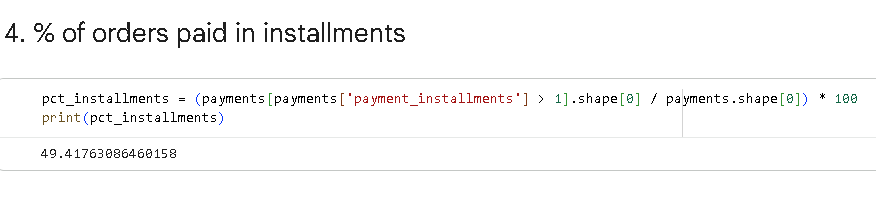 4. % of orders paid in installments
pct_installments = (payments[payments['payment_installments'] > 1].shape[0] / payments.shape[0]) * 100
print(pct_installments)
49.41763086460158